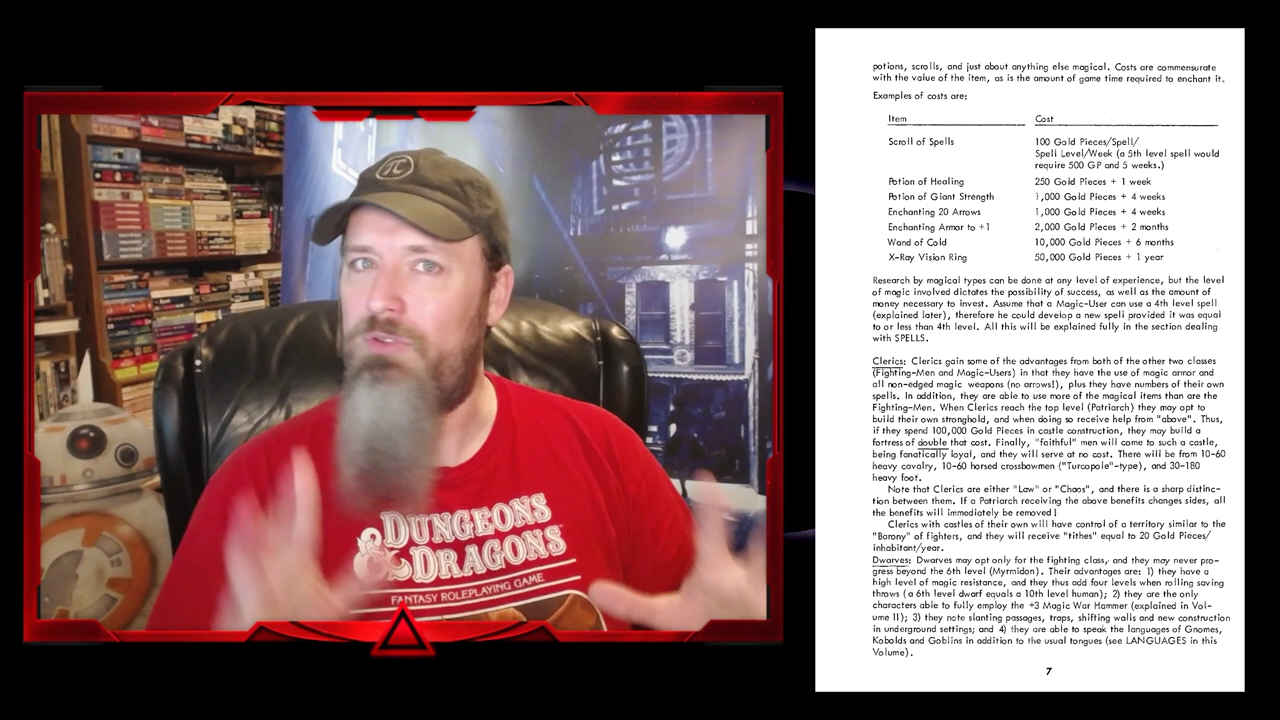 π
DUNGEONS
& DRAGONS
FANTASY ROLEPLAYING GAME
potions, scrolls, and just about anything else magical. Costs are commensurate
with the value of the item, as is the amount of game time required to enchant it.
Examples of costs are:
Item Cost
Scroll of Spells 100 Gold Pieces/Spell/
Spell Level/Week (a 5th level spell would
require 500 GP and 5 weeks.)
Potion of Healing 250 Gold Pieces + 1 week
Potion of Giant Strength 1,000 Gold Pieces + 4 weeks
Enchanting 20 Arrows 1,000 Gold Pieces + 4 weeks
Enchanting Armor to +1 2,000 Gold Pieces + 2 months
Wand of Cold 10,000 Gold Pieces + 6 months
X-Ray Vision Ring 50,000 Gold Pieces + 1 year
Research by magical types can be done at any level of experience, but the level
of magic involved dictates the possibility of success, as well as the amount of
money necessary to invest. Assume that a Magic-User can use a 4th level spell
(explained later), therefore he could develop a new spell provided it was equal
to or less than 4th level. All this will be explained fully in the section dealing
with SPELLS.
Clerics: Clerics gain some of the advantages from both of the other two classes
(Fighting-Men and Magic-Users) in that they have the use of magic armor and
all non-edged magic weapons (no arrows!), plus they have numbers of their own
spells. In addition, they are able to use more of the magical items than are the
Fighting-Men. When Clerics reach the top level (Patriarch) they may opt to
build their own stronghold, and when doing so receive help from "above". Thus,
if they spend 100,000 Gold Pieces in castle construction, they may build a
fortress of double that cost. Finally, "faithful" men will come to such a castle,
being fanatically loyal, and they will serve at no cost. There will be from 10-60
heavy cavalry, 10-60 horsed crossbowmen ("Turcopole"-type), and 30-180
heavy foot.
Note that Clerics are either "Law" or "Chaos", and there is a sharp distinc-
tion between them. If a Patriarch receiving the above benefits changes sides, all
the benefits will immediately be removed!
Clerics with castles of their own will have control of a territory similar to the
"Barony" of fighters, and they will receive "tithes" equal to 20 Gold Pieces/
inhabitant/year.
Dwarves: Dwarves may opt only for the fighting class, and they may never pro-
gress beyond the 6th level (Myrmidon). Their advantages are: 1) they have a
high level of magic resistance, and they thus add four levels when rolling saving
throws (a 6th level dwarf equals a 10th level human); 2) they are the only
characters able to fully employ the +3 Magic War Hammer (explained in Vol-
ume II); 3) they note slanting passages, traps, shifting walls and new construction
in underground settings; and 4) they are able to speak the languages of Gnomes,
Kobolds and Goblins in addition to the usual tongues (see LANGUAGES in this
Volume).
7